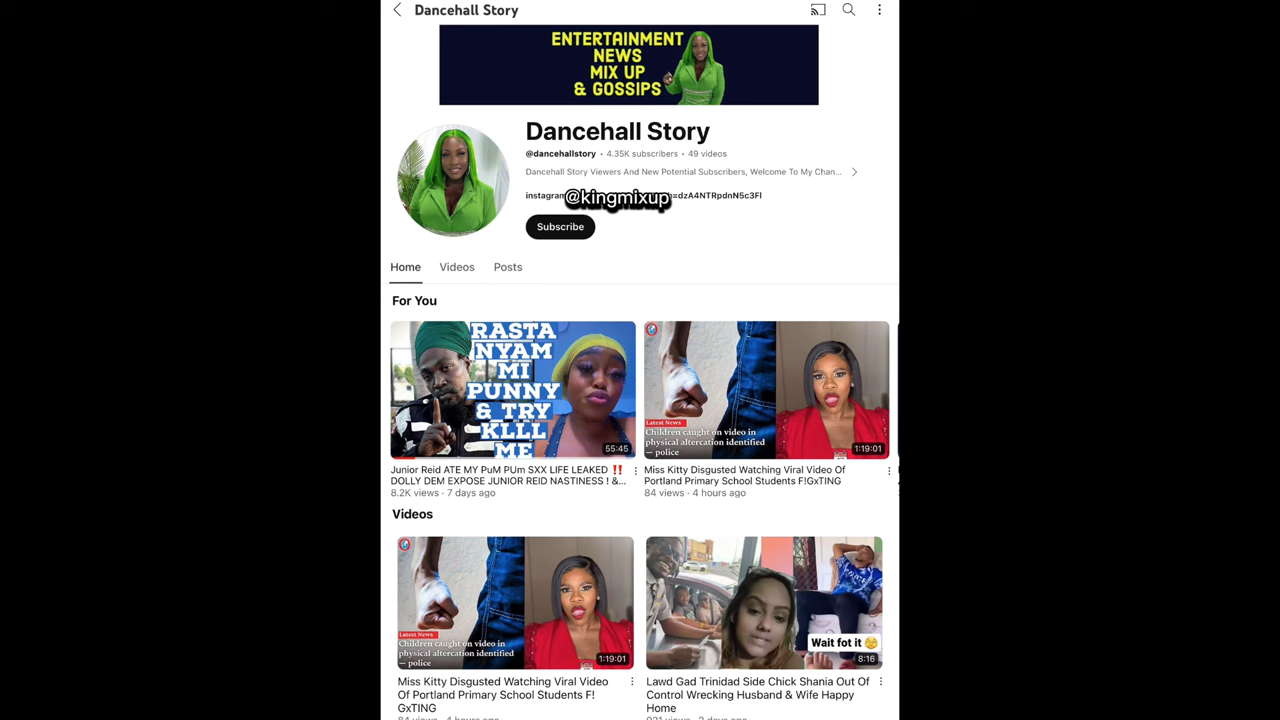 Dancehall Story
ENTERTAINMENT
NEWS
MIX UP
& GOSSIPS
Dancehall Story
@dancehallstory • 4.35K subscribers • 49 videos
Dancehall Story Viewers And New Potential Subscribers, Welcome To My Chan...
instagram
@kingmixup
h=dzA4NTRpdnN5c3Fl
Subscribe
Home Videos Posts
For You
RASTA
NYAM
MI
PUNNY
& TRY
KLLL
ME
55:45
Junior Reid ATE MY PuM PUm SXX LIFE LEAKED ‼️
DOLLY DEM EXPOSE JUNIOR REID NASTINESS ! &...
8.2K views • 7 days ago
Latest News
Children caught on video in
physical altercation identified
— police
1:19:01
Miss Kitty Disgusted Watching Viral Video Of
Portland Primary School Students F!GxTING
84 views • 4 hours ago
Videos
Latest News
Children caught on video in
physical altercation identified
— police
1:19:01
Miss Kitty Disgusted Watching Viral Video
Of Portland Primary School Students F!
GxTING
84 views • 4 hours ago
Wait fot it
8:16
Lawd Gad Trinidad Side Chick Shania Out Of
Control Wrecking Husband & Wife Happy
Home